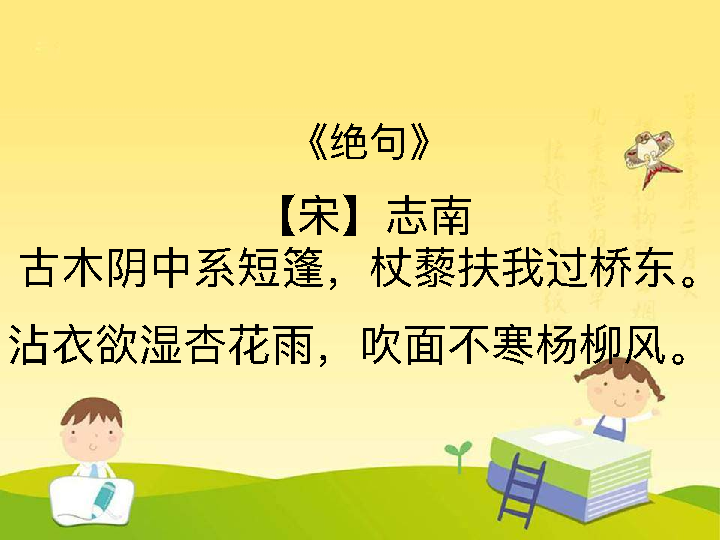 《绝句》
【宋】志南
古木阴中系短篷，杖藜扶我过桥东。
沾衣欲湿杏花雨，吹面不寒杨柳风。